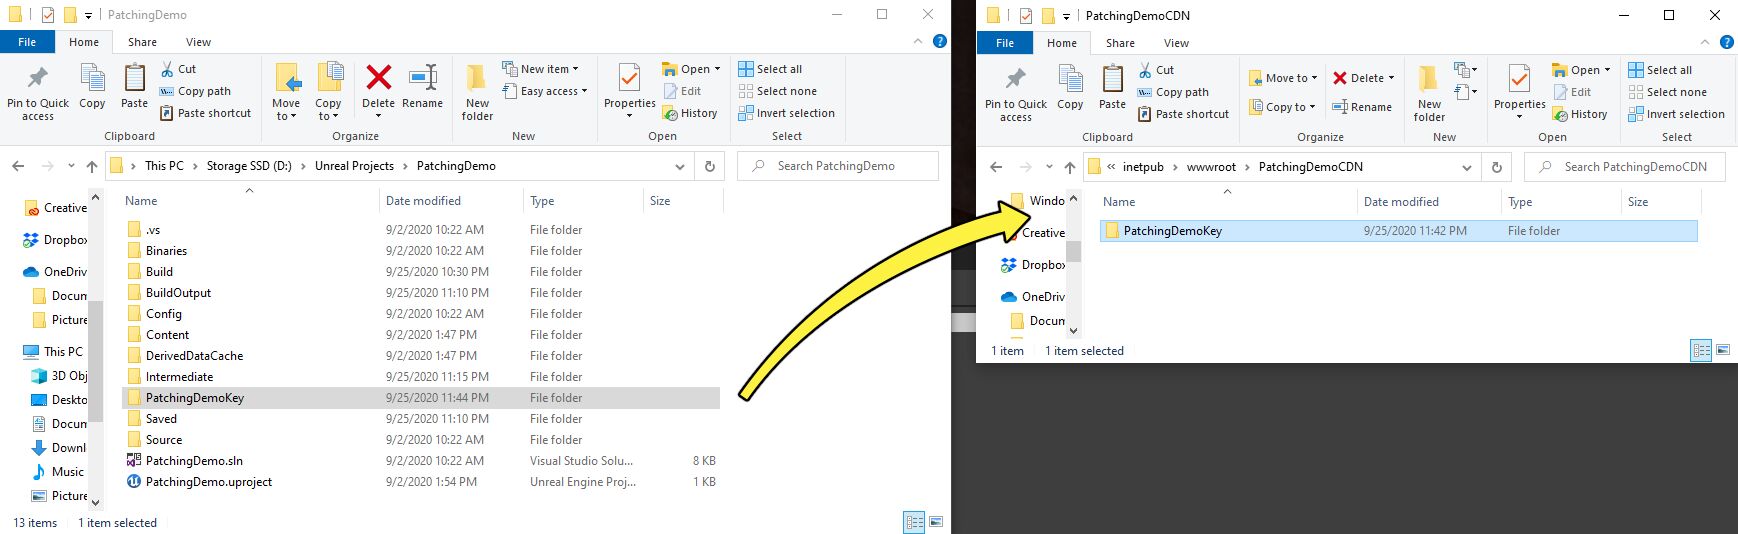 PatchingDemo
File Home Share View
Pin to Quick access
Copy
Paste
Cut
Copy path
Paste shortcut
Clipboard
Move to
Copy to
Delete
Rename
Organize
New folder
New item
Easy access
New
Properties
Open
Edit
History
Open
Select all
Select none
Invert selection
Select
This PC > Storage SSD (D:) > Unreal Projects > PatchingDemo
Search PatchingDemo
Creative
Dropbox
OneDriv
Docum
Picture
This PC
3D Obj
Deskto
Docum
Downl
Music
Picture
Name Date modified Type Size
.vs 9/2/2020 10:22 AM File folder
Binaries 9/2/2020 10:22 AM File folder
Build 9/25/2020 10:30 PM File folder
BuildOutput 9/25/2020 11:10 PM File folder
Config 9/2/2020 10:22 AM File folder
Content 9/2/2020 1:47 PM File folder
DerivedDataCache 9/2/2020 1:47 PM File folder
Intermediate 9/25/2020 11:15 PM File folder
PatchingDemoKey 9/25/2020 11:44 PM File folder
Saved 9/25/2020 11:10 PM File folder
Source 9/2/2020 10:22 AM File folder
PatchingDemo.sln 9/2/2020 10:22 AM Visual Studio Solu... 8 KB
PatchingDemo.uproject 9/2/2020 1:54 PM Unreal Engine Proj... 1 KB
13 items 1 item selected
PatchingDemoCDN
File Home Share View
Pin to Quick access
Copy
Paste
Cut
Copy path
Paste shortcut
Clipboard
Move to
Copy to
Delete
Rename
Organize
New folder
New
Properties
Open
Edit
History
Open
Select all
Select none
Invert selection
Select
« inetpub > wwwroot > PatchingDemoCDN
Search PatchingDemoCDN
Windo
Creative
Dropbox
OneDriv
Docum
Name Date modified Type Size
PatchingDemoKey 9/25/2020 11:42 PM File folder
1 item 1 item selected